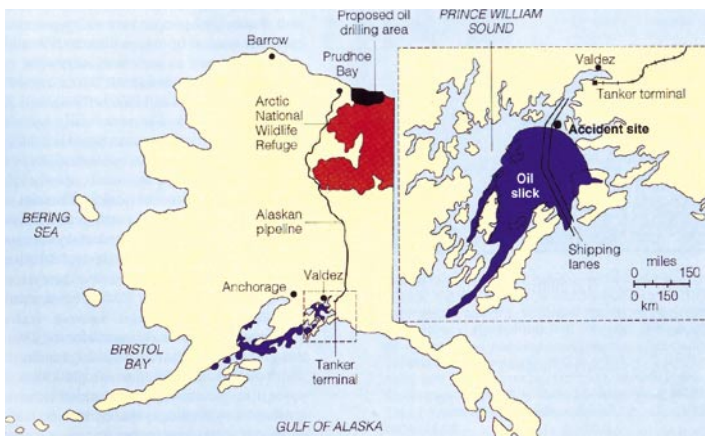 Proposed oil
drilling area
Barrow
Prudhoe
Bay
Arctic
National
Wildlife
Refuge
BERING
SEA
Alaskan
pipeline
Anchorage
Valdez
BRISTOL
BAY
Tanker
terminal
GULF OF ALASKA
PRINCE WILLIAM
SOUND
Valdez
Tanker terminal
Accident site
Oil
slick
Shipping
lanes
miles
0 150
0 150
km